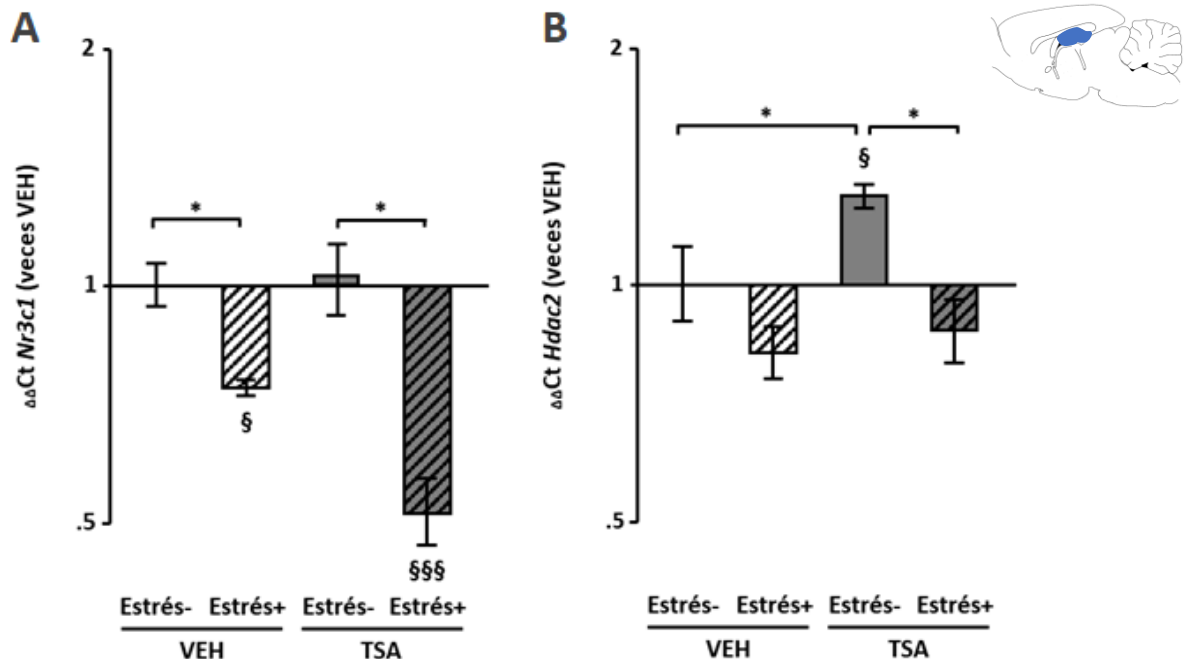 A
2
1
.5
ΔΔCt Nr3c1 (veces VEH)
*
*
§
§§§
Estrés- Estrés+ Estrés- Estrés+
VEH TSA
B
2
1
.5
ΔΔCt Hdac2 (veces VEH)
*
*
§
Estrés- Estrés+ Estrés- Estrés+
VEH TSA